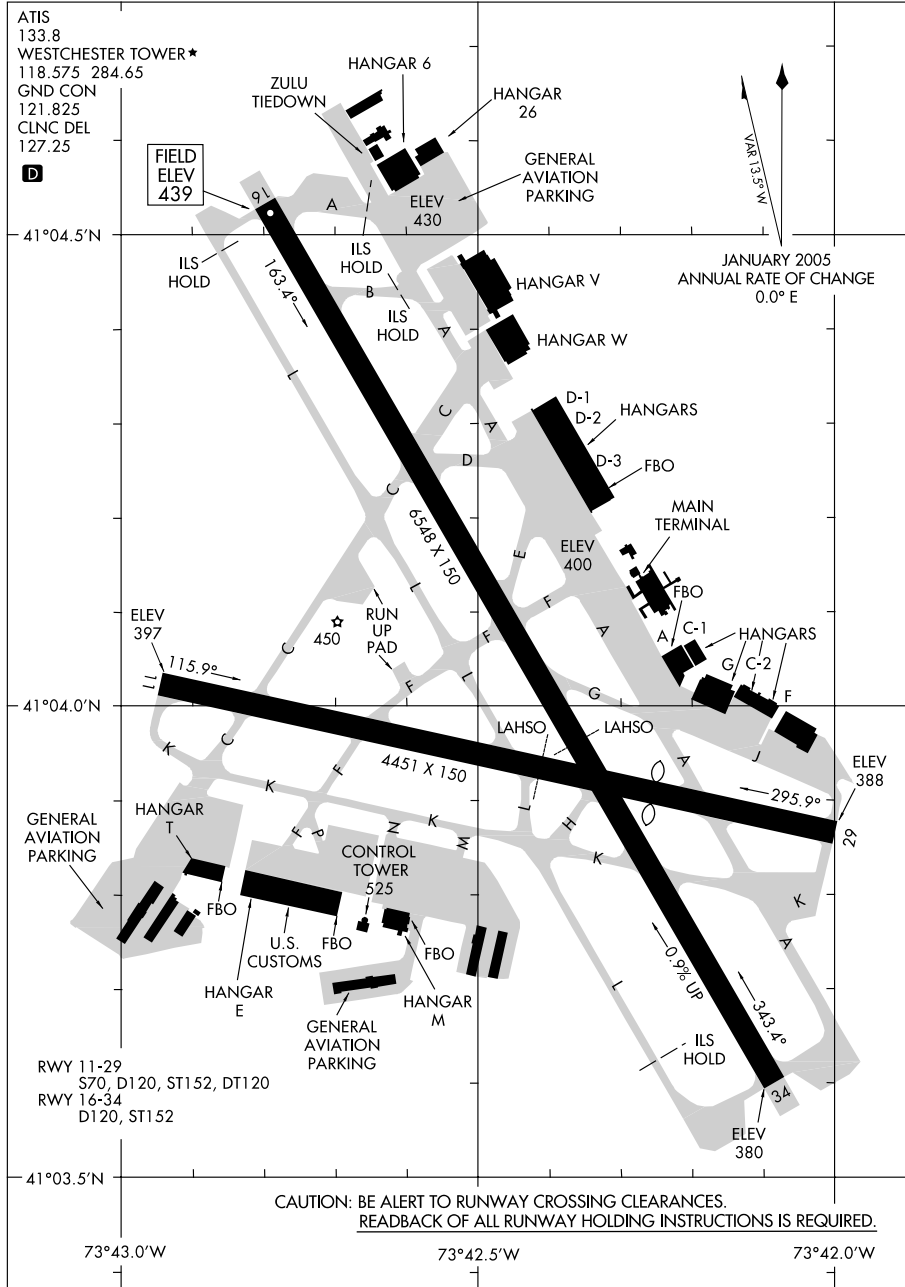 ATIS
133.8
WESTCHESTER TOWER★
118.575 284.65
GND CON
121.825
CLNC DEL
127.25
D
HANGAR 6
ZULU
TIEDOWN
HANGAR
26
FIELD
ELEV
439
GENERAL
AVIATION
PARKING
VAR 13.5° W
16
A
ELEV
430
41°04.5'N
ILS
HOLD
ILS
HOLD
JANUARY 2005
ANNUAL RATE OF CHANGE
0.0° E
163.4°
B
HANGAR V
ILS
HOLD
A
HANGAR W
L
D-1
C
D-2
HANGARS
A
D
D-3
FBO
C
MAIN
TERMINAL
6548 X 150
E
ELEV
400
L
L
F
FBO
ELEV
397
450
RUN
UP
PAD
F
A
A
C-1
HANGARS
C
F
L
G
C-2
F
115.9°
G
11
41°04.0'N
LAHSO
LAHSO
K
C
F
4451 X 150
A
J
ELEV
388
K
295.9°
HANGAR
T
L
H
29
GENERAL
AVIATION
PARKING
F
P
N
K
M
K
CONTROL
TOWER
525
K
FBO
U.S.
CUSTOMS
FBO
FBO
A
0.9% UP
HANGAR
E
HANGAR
M
L
343.4°
GENERAL
AVIATION
PARKING
ILS
HOLD
RWY 11-29
S70, D120, ST152, DT120
RWY 16-34
D120, ST152
34
ELEV
380
41°03.5'N
CAUTION: BE ALERT TO RUNWAY CROSSING CLEARANCES.
READBACK OF ALL RUNWAY HOLDING INSTRUCTIONS IS REQUIRED.
73°43.0'W
73°42.5'W
73°42.0'W